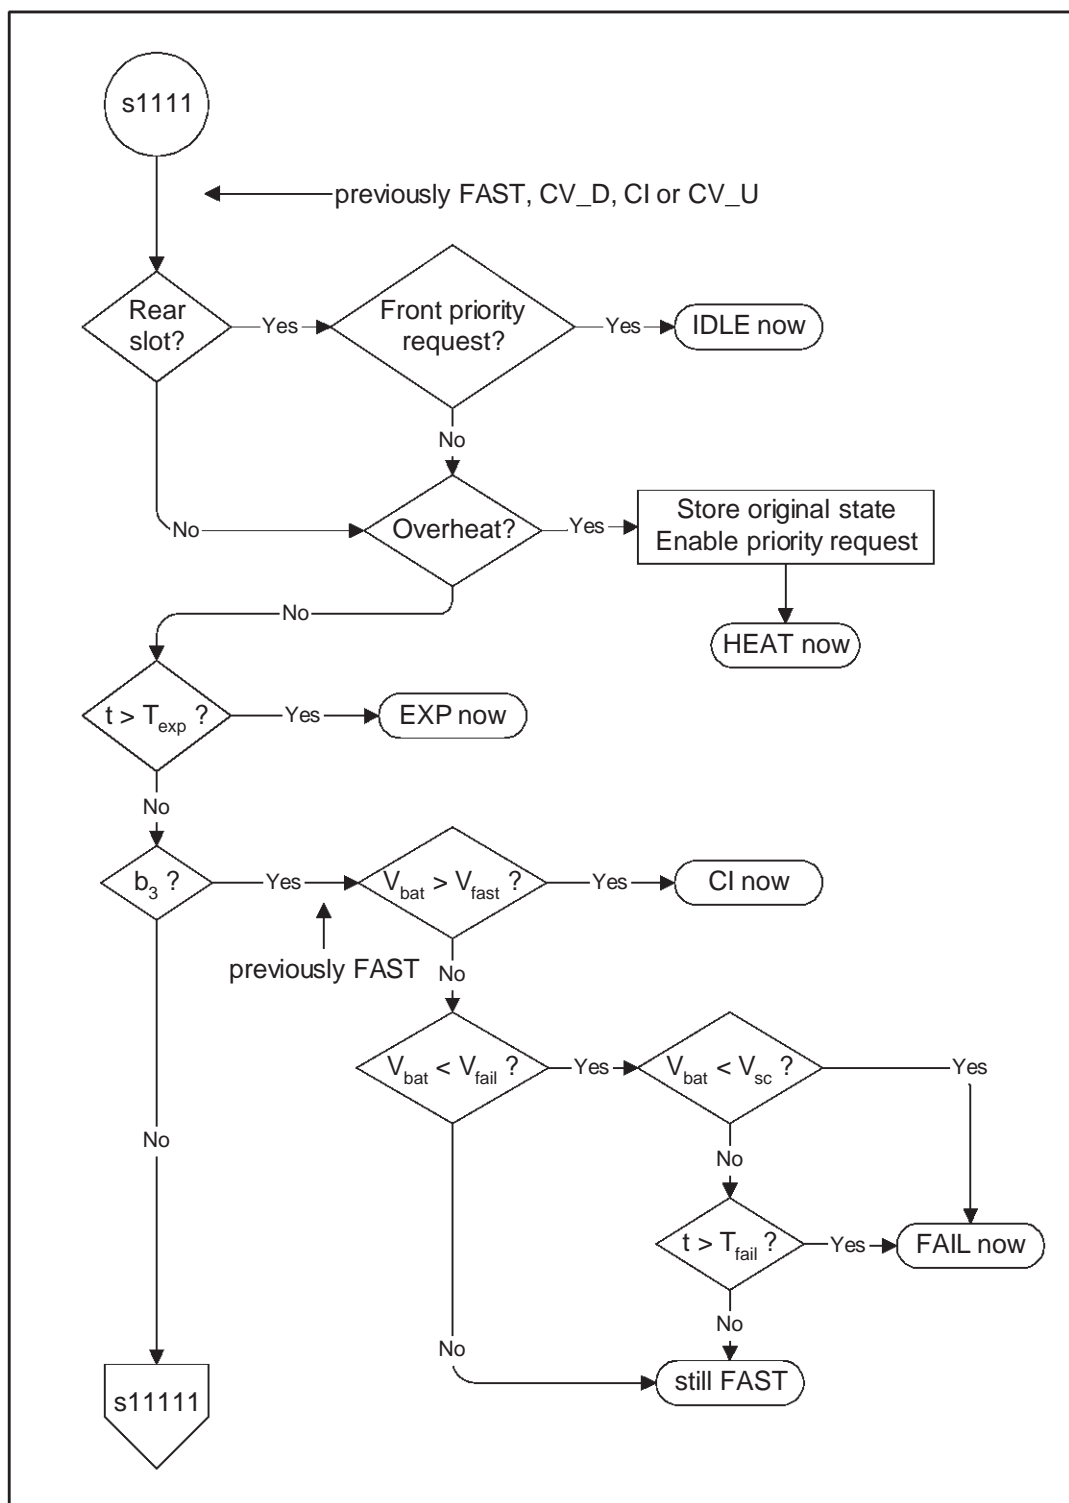 s1111
previously FAST, CV_D, CI or CV_U
Rear
slot?
Yes
Front priority
request?
Yes
IDLE now
No
No
Overheat?
Yes
Store original state
Enable priority request
HEAT now
No
t > Texp ?
Yes
EXP now
No
b3 ?
Yes
Vbat > Vfast ?
Yes
CI now
previously FAST
No
Vbat < Vfail ?
Yes
Vbat < Vsc ?
Yes
No
No
t > Tfail ?
Yes
FAIL now
No
No
still FAST
s11111